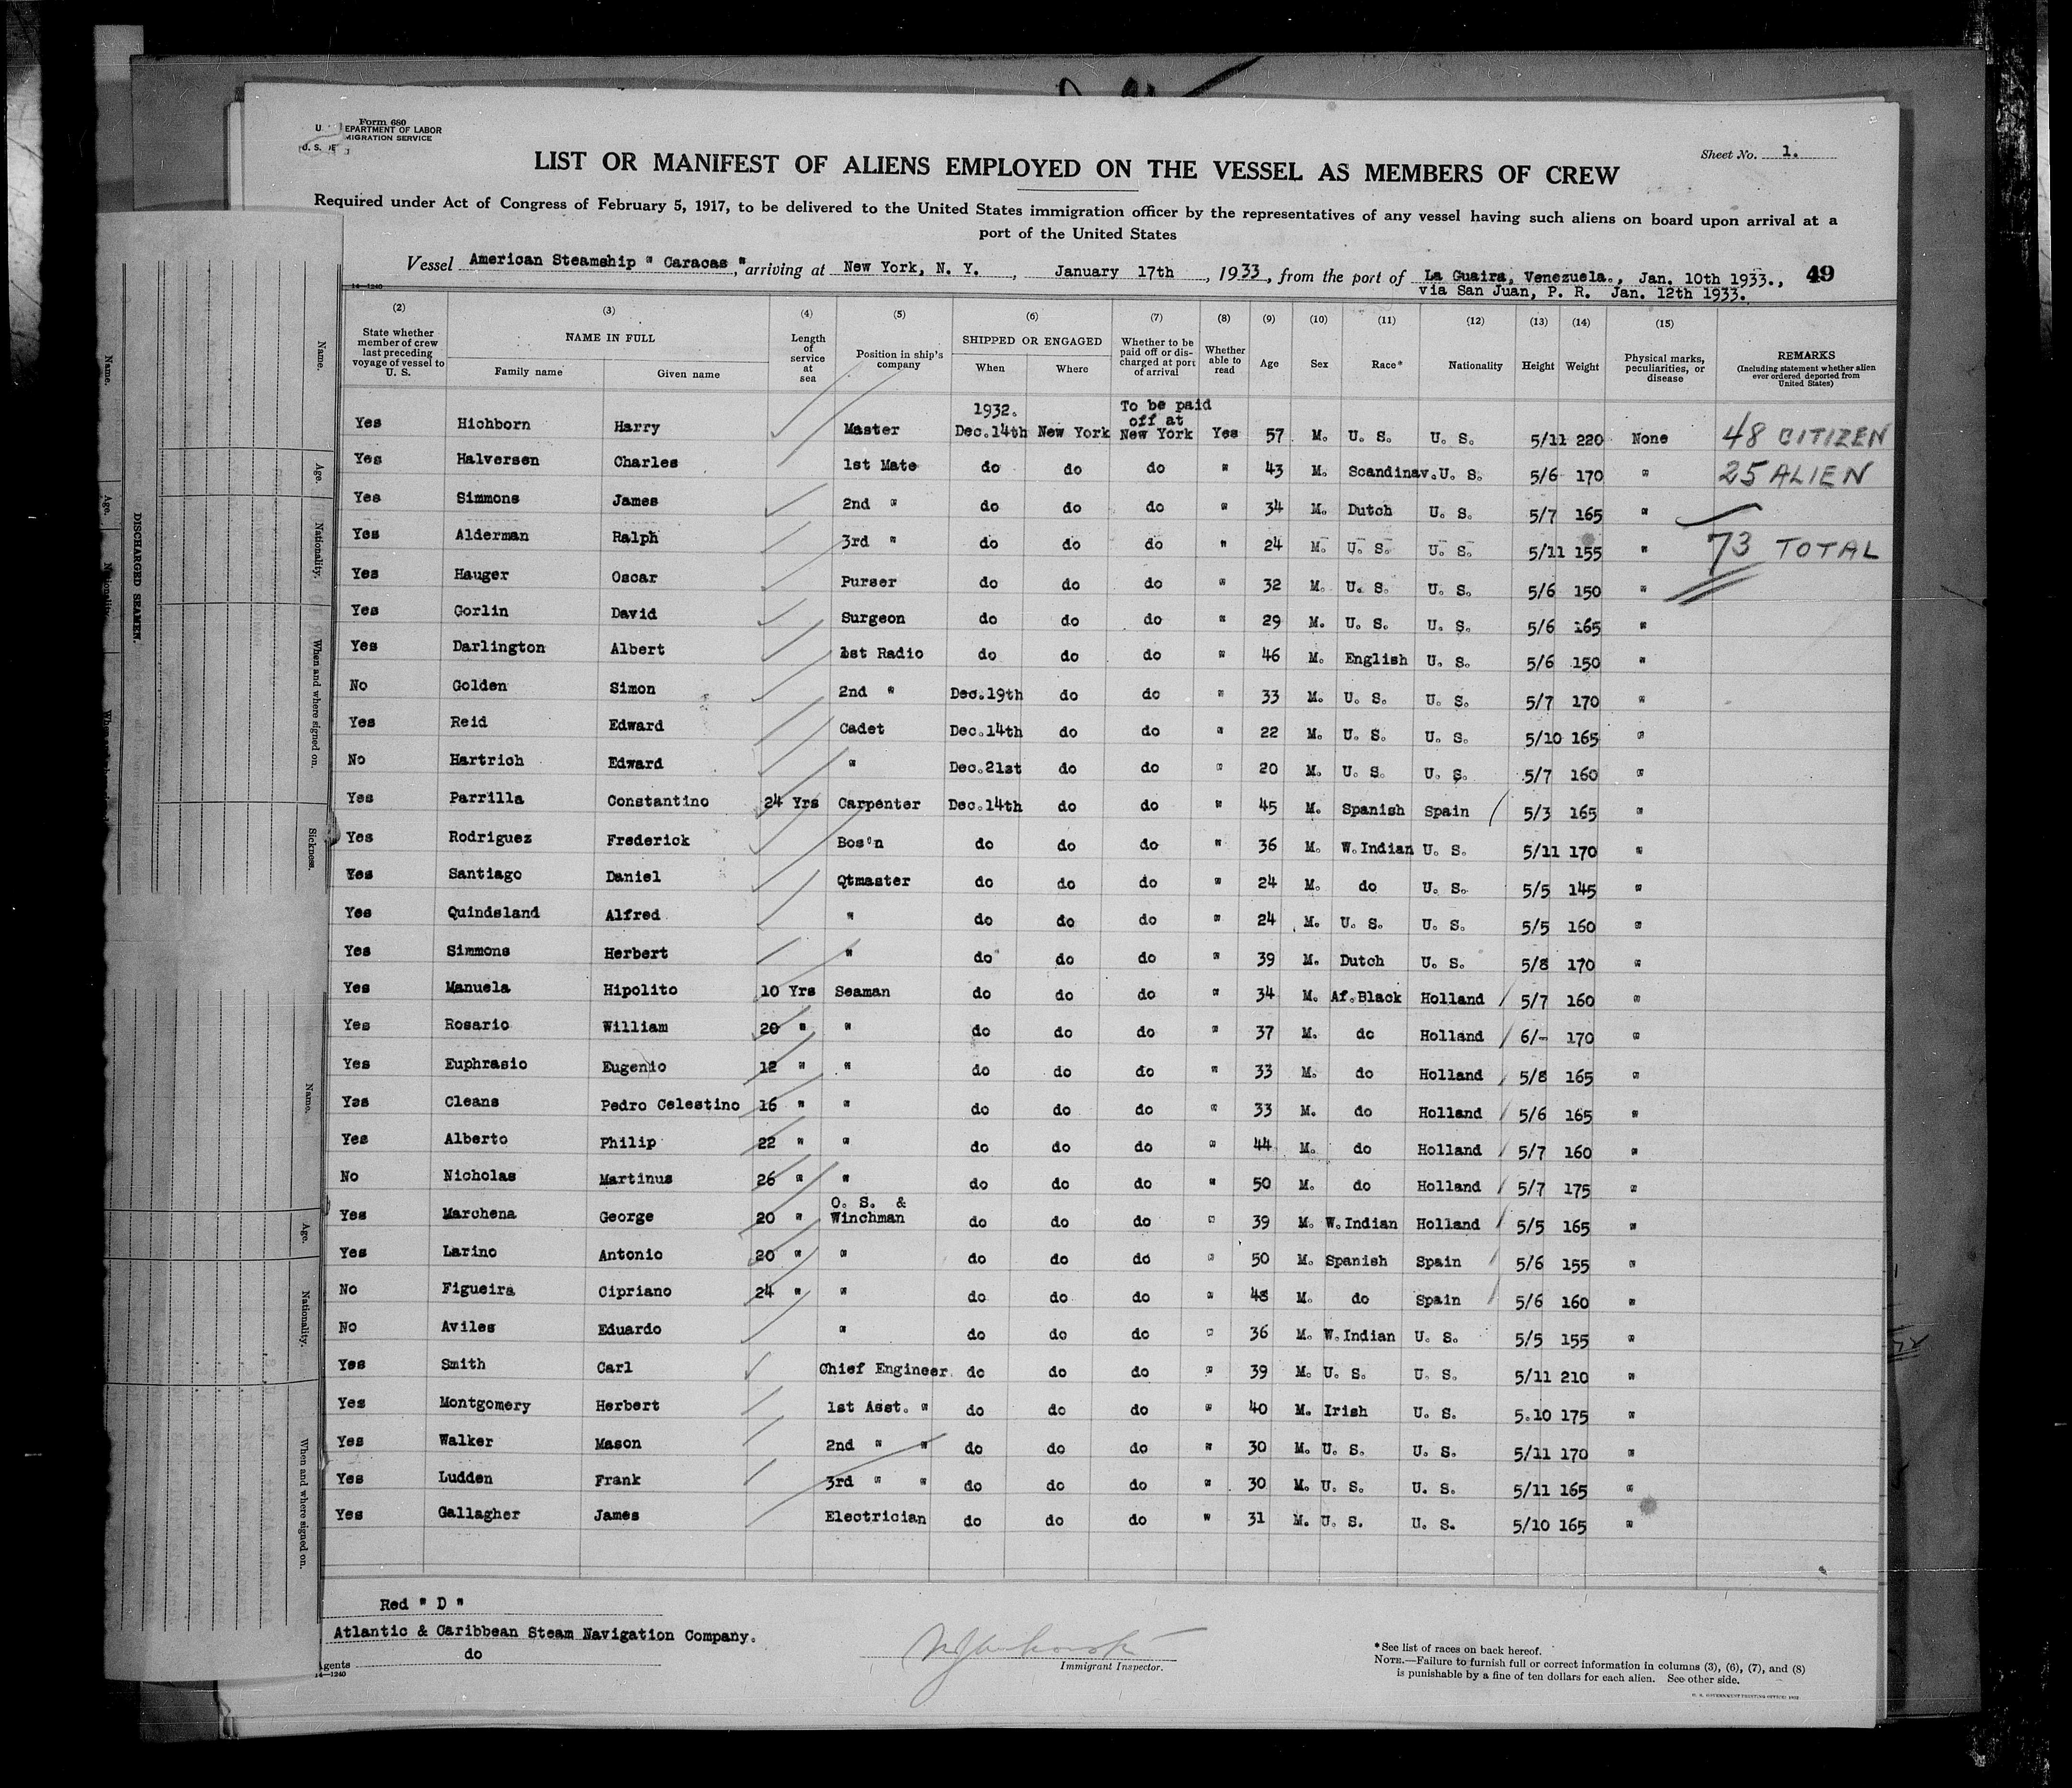 Form 680
U. EPARTMENT OF LABOR
MIGRATION SERVICE
U. S. DE
Sheet No. 1.
LIST OR MANIFEST OF ALIENS EMPLOYED ON THE VESSEL AS MEMBERS OF CREW
Required under Act of Congress of February 5, 1917, to be delivered to the United States immigration officer by the representatives of any vessel having such aliens on board upon arrival at a
port of the United States
Vessel American Steamship " Caracas ", arriving at New York, N. Y. , January 17th , 1933, from the port of La Guaira, Venezuela., Jan. 10th 1933., 49
via San Juan, P. R. Jan. 12th 1933.
14—1240
(2) (3) (4) (5) (6) (7) (8) (9) (10) (11) (12) (13) (14) (15)
State whether member of crew last preceding voyage of vessel to U. S. NAME IN FULL Family name Given name Length of service at sea Position in ship's company SHIPPED OR ENGAGED When Where Whether to be paid off or discharged at port of arrival Whether able to read Age Sex Race* Nationality Height Weight Physical marks, peculiarities, or disease REMARKS (Including statement whether alien ever ordered deported from United States)
1932. To be paid off at
Yes Hichborn Harry Master Dec.14th New York New York Yes 57 M. U. S. U. S. 5/11 220 None 48 CITIZEN
Yes Halversen Charles 1st Mate do do do " 43 M. Scandinav. U. S. 5/6 170 " 25 ALIEN
Yes Simmons James 2nd " do do do " 34 M. Dutch U. S. 5/7 165 "
Yes Alderman Ralph 3rd " do do do " 24 M. U. S. U. S. 5/11 155 " 73 TOTAL
Yes Hauger Oscar Purser do do do " 32 M. U. S. U. S. 5/6 150 "
Yes Gorlin David Surgeon do do do " 29 M. U. S. U. S. 5/6 165 "
Yes Darlington Albert 1st Radio do do do " 46 M. English U. S. 5/6 150 "
No Golden Simon 2nd " Dec.19th do do " 33 M. U. S. U. S. 5/7 170 "
Yes Reid Edward Cadet Dec.14th do do " 22 M. U. S. U. S. 5/10 165 "
No Hartrich Edward " Dec.21st do do " 20 M. U. S. U. S. 5/7 160 "
Yes Parrilla Constantino 24 Yrs Carpenter Dec.14th do do " 45 M. Spanish Spain 5/3 165 "
Yes Rodriguez Frederick Bos'n do do do " 36 M. W.Indian U. S. 5/11 170 "
Yes Santiago Daniel Qtmaster do do do " 24 M. do U. S. 5/5 145 "
Yes Quindsland Alfred " do do do " 24 M. U. S. U. S. 5/5 160 "
Yes Simmons Herbert " do do do " 39 M. Dutch U. S. 5/8 170 "
Yes Manuela Hipolito 10 Yrs Seaman do do do " 34 M. Af.Black Holland 5/7 160 "
Yes Rosario William 20 " " do do do " 37 M. do Holland 6/- 170 "
Yes Euphrasio Eugenio 12 " " do do do " 33 M. do Holland 5/8 165 "
Yes Cleans Pedro Celestino 16 " " do do do " 33 M. do Holland 5/6 165 "
Yes Alberto Philip 22 " " do do do " 44 M. do Holland 5/7 160 "
No Nicholas Martinus 26 " " do do do " 50 M. do Holland 5/7 175 "
O. S. &
Yes Marchena George 20 " Winchman do do do " 39 M. W.Indian Holland 5/5 165 "
Yes Larino Antonio 20 " " do do do " 50 M. Spanish Spain 5/6 155 "
No Figueira Cipriano 24 " " do do do " 48 M. do Spain 5/6 160 "
No Aviles Eduardo " do do do " 36 M. W.Indian U. S. 5/5 155 "
Yes Smith Carl Chief Engineer do do do " 39 M. U. S. U. S. 5/11 210 "
Yes Montgomery Herbert 1st Asst. " do do do " 40 M. Irish U. S. 5.10 175 "
Yes Walker Mason 2nd " " do do do " 30 M. U. S. U. S. 5/11 170 "
Yes Ludden Frank 3rd " " do do do " 30 M. U. S. U. S. 5/11 165 "
Yes Gallagher James Electrician do do do " 31 M. U. S. U. S. 5/10 165 "
Red " D "
Atlantic & Caribbean Steam Navigation Company.
gents do
14—1240
Immigrant Inspector.
*See list of races on back hereof.
NOTE.—Failure to furnish full or correct information in columns (3), (6), (7), and (8)
is punishable by a fine of ten dollars for each alien. See other side.
U. S. GOVERNMENT PRINTING OFFICE: 1932
DISCHARGED SEAMEN.
Name. Age. Nationality. When and where signed on. Sickness.
Name. Age. Nationality. When and where signed on.
Name. Age. Nationality.